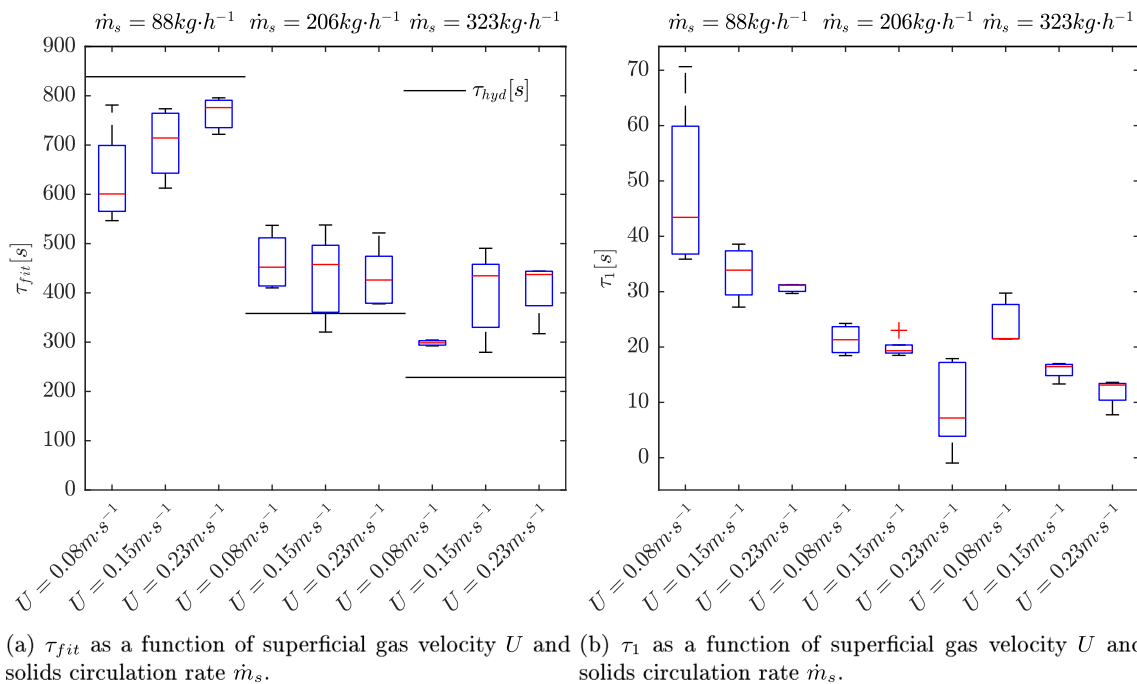 ṁₛ = 88kg·h⁻¹ ṁₛ = 206kg·h⁻¹ ṁₛ = 323kg·h⁻¹
900
800
700
600
500
400
300
200
100
0
τ_fit[s]
τ_hyd[s]
U = 0.08m·s⁻¹
U = 0.15m·s⁻¹
U = 0.23m·s⁻¹
U = 0.08m·s⁻¹
U = 0.15m·s⁻¹
U = 0.23m·s⁻¹
U = 0.08m·s⁻¹
U = 0.15m·s⁻¹
U = 0.23m·s⁻¹
(a) τ_fit as a function of superficial gas velocity U and
solids circulation rate ṁₛ.
ṁₛ = 88kg·h⁻¹ ṁₛ = 206kg·h⁻¹ ṁₛ = 323kg·h⁻¹
70
60
50
40
30
20
10
0
τ₁[s]
U = 0.08m·s⁻¹
U = 0.15m·s⁻¹
U = 0.23m·s⁻¹
U = 0.08m·s⁻¹
U = 0.15m·s⁻¹
U = 0.23m·s⁻¹
U = 0.08m·s⁻¹
U = 0.15m·s⁻¹
U = 0.23m·s⁻¹
(b) τ₁ as a function of superficial gas velocity U and
solids circulation rate ṁₛ.